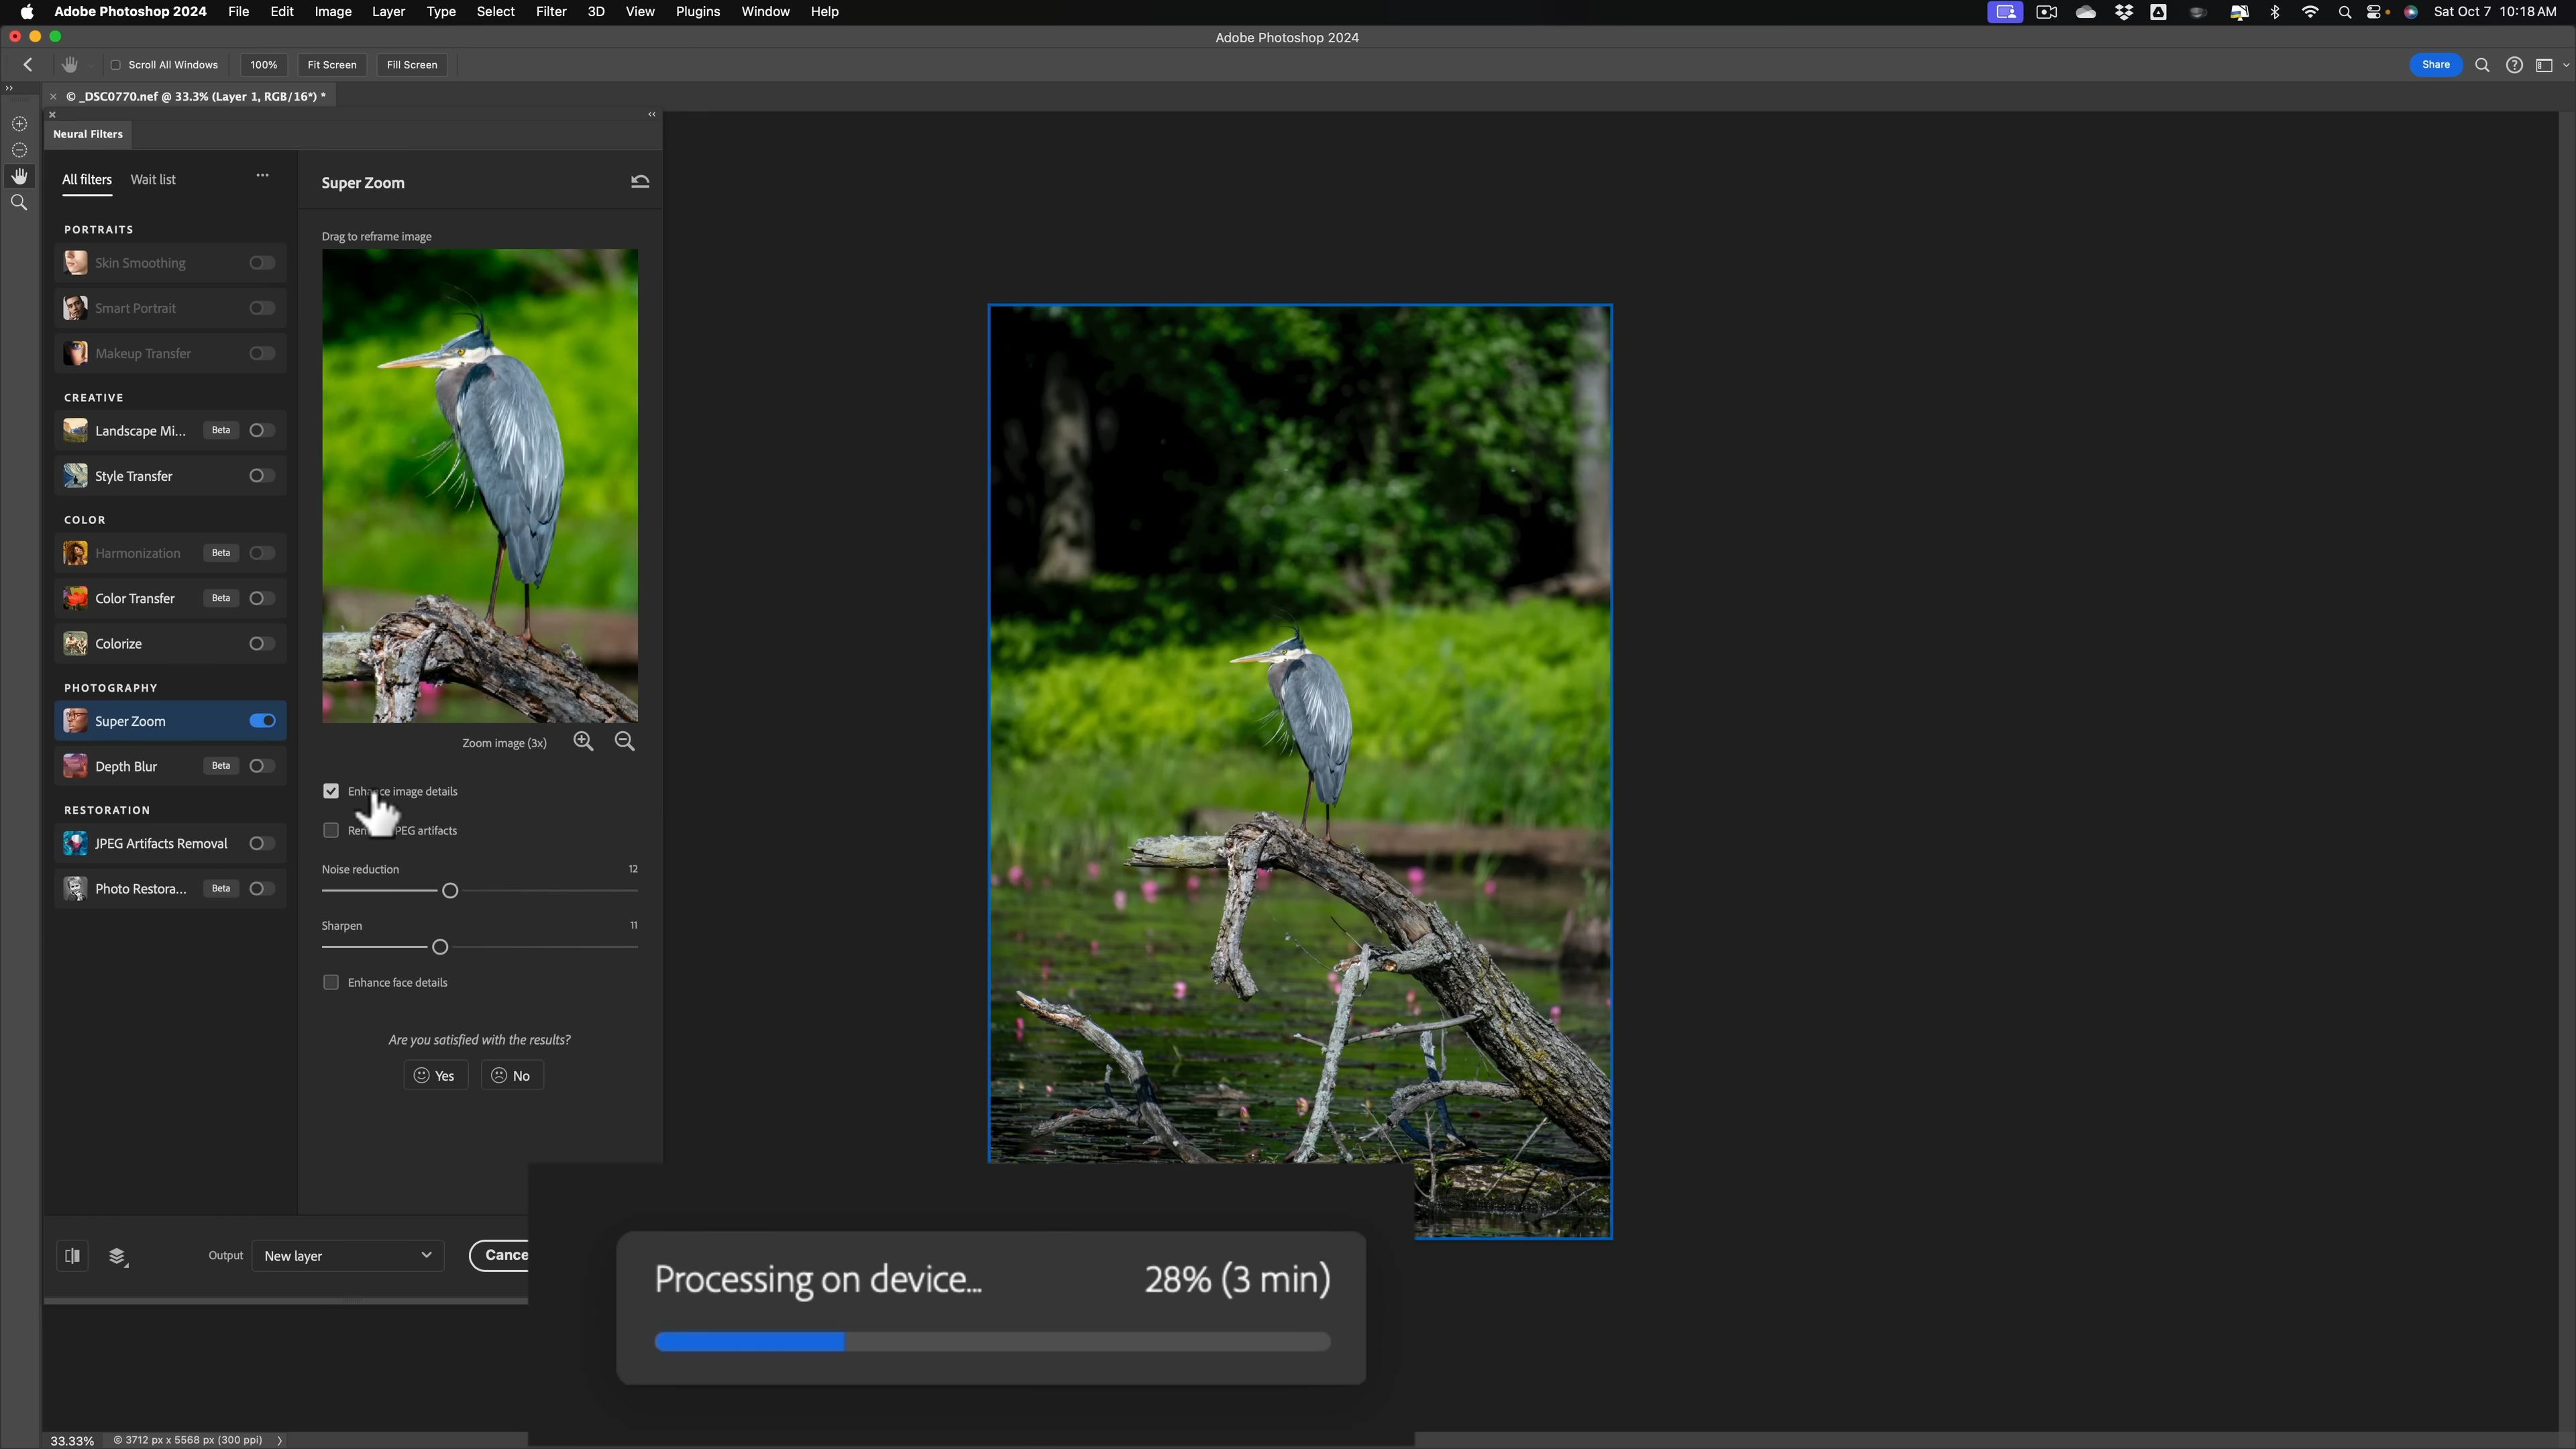 Adobe Photoshop 2024 File Edit Image Layer Type Select Filter 3D View Plugins Window Help Sat Oct 7 10:18 AM
Adobe Photoshop 2024
Scroll All Windows 100% Fit Screen Fill Screen Share
© _DSC0770.nef @ 33.3% (Layer 1, RGB/16*) *
Neural Filters
All filters Wait list
PORTRAITS
Skin Smoothing
Smart Portrait
Makeup Transfer
CREATIVE
Landscape Mi... Beta
Style Transfer
COLOR
Harmonization Beta
Color Transfer Beta
Colorize
PHOTOGRAPHY
Super Zoom
Depth Blur Beta
RESTORATION
JPEG Artifacts Removal
Photo Restora... Beta
Super Zoom
Drag to reframe image
Zoom image (3x)
Enhance image details
PEG artifacts
Noise reduction 12
Sharpen 11
Enhance face details
Are you satisfied with the results?
Yes No
Output New layer Cance
Processing on device... 28% (3 min)
33.33% © 3712 px x 5568 px (300 ppi)